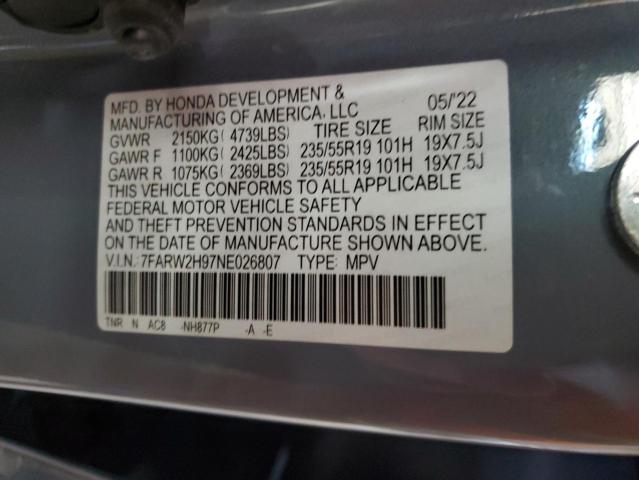 MFD. BY HONDA DEVELOPMENT &
MANUFACTURING OF AMERICA, LLC 05/'22
GVWR 2150KG ( 4739LBS) TIRE SIZE RIM SIZE
GAWR F 1100KG ( 2425LBS) 235/55R19 101H 19X7.5J
GAWR R 1075KG ( 2369LBS) 235/55R19 101H 19X7.5J
THIS VEHICLE CONFORMS TO ALL APPLICABLE
FEDERAL MOTOR VEHICLE SAFETY
AND THEFT PREVENTION STANDARDS IN EFFECT
ON THE DATE OF MANUFACTURE SHOWN ABOVE.
V.I.N.:7FARW2H97NE026807 TYPE: MPV
TNR N AC8 -NH877P -A -E